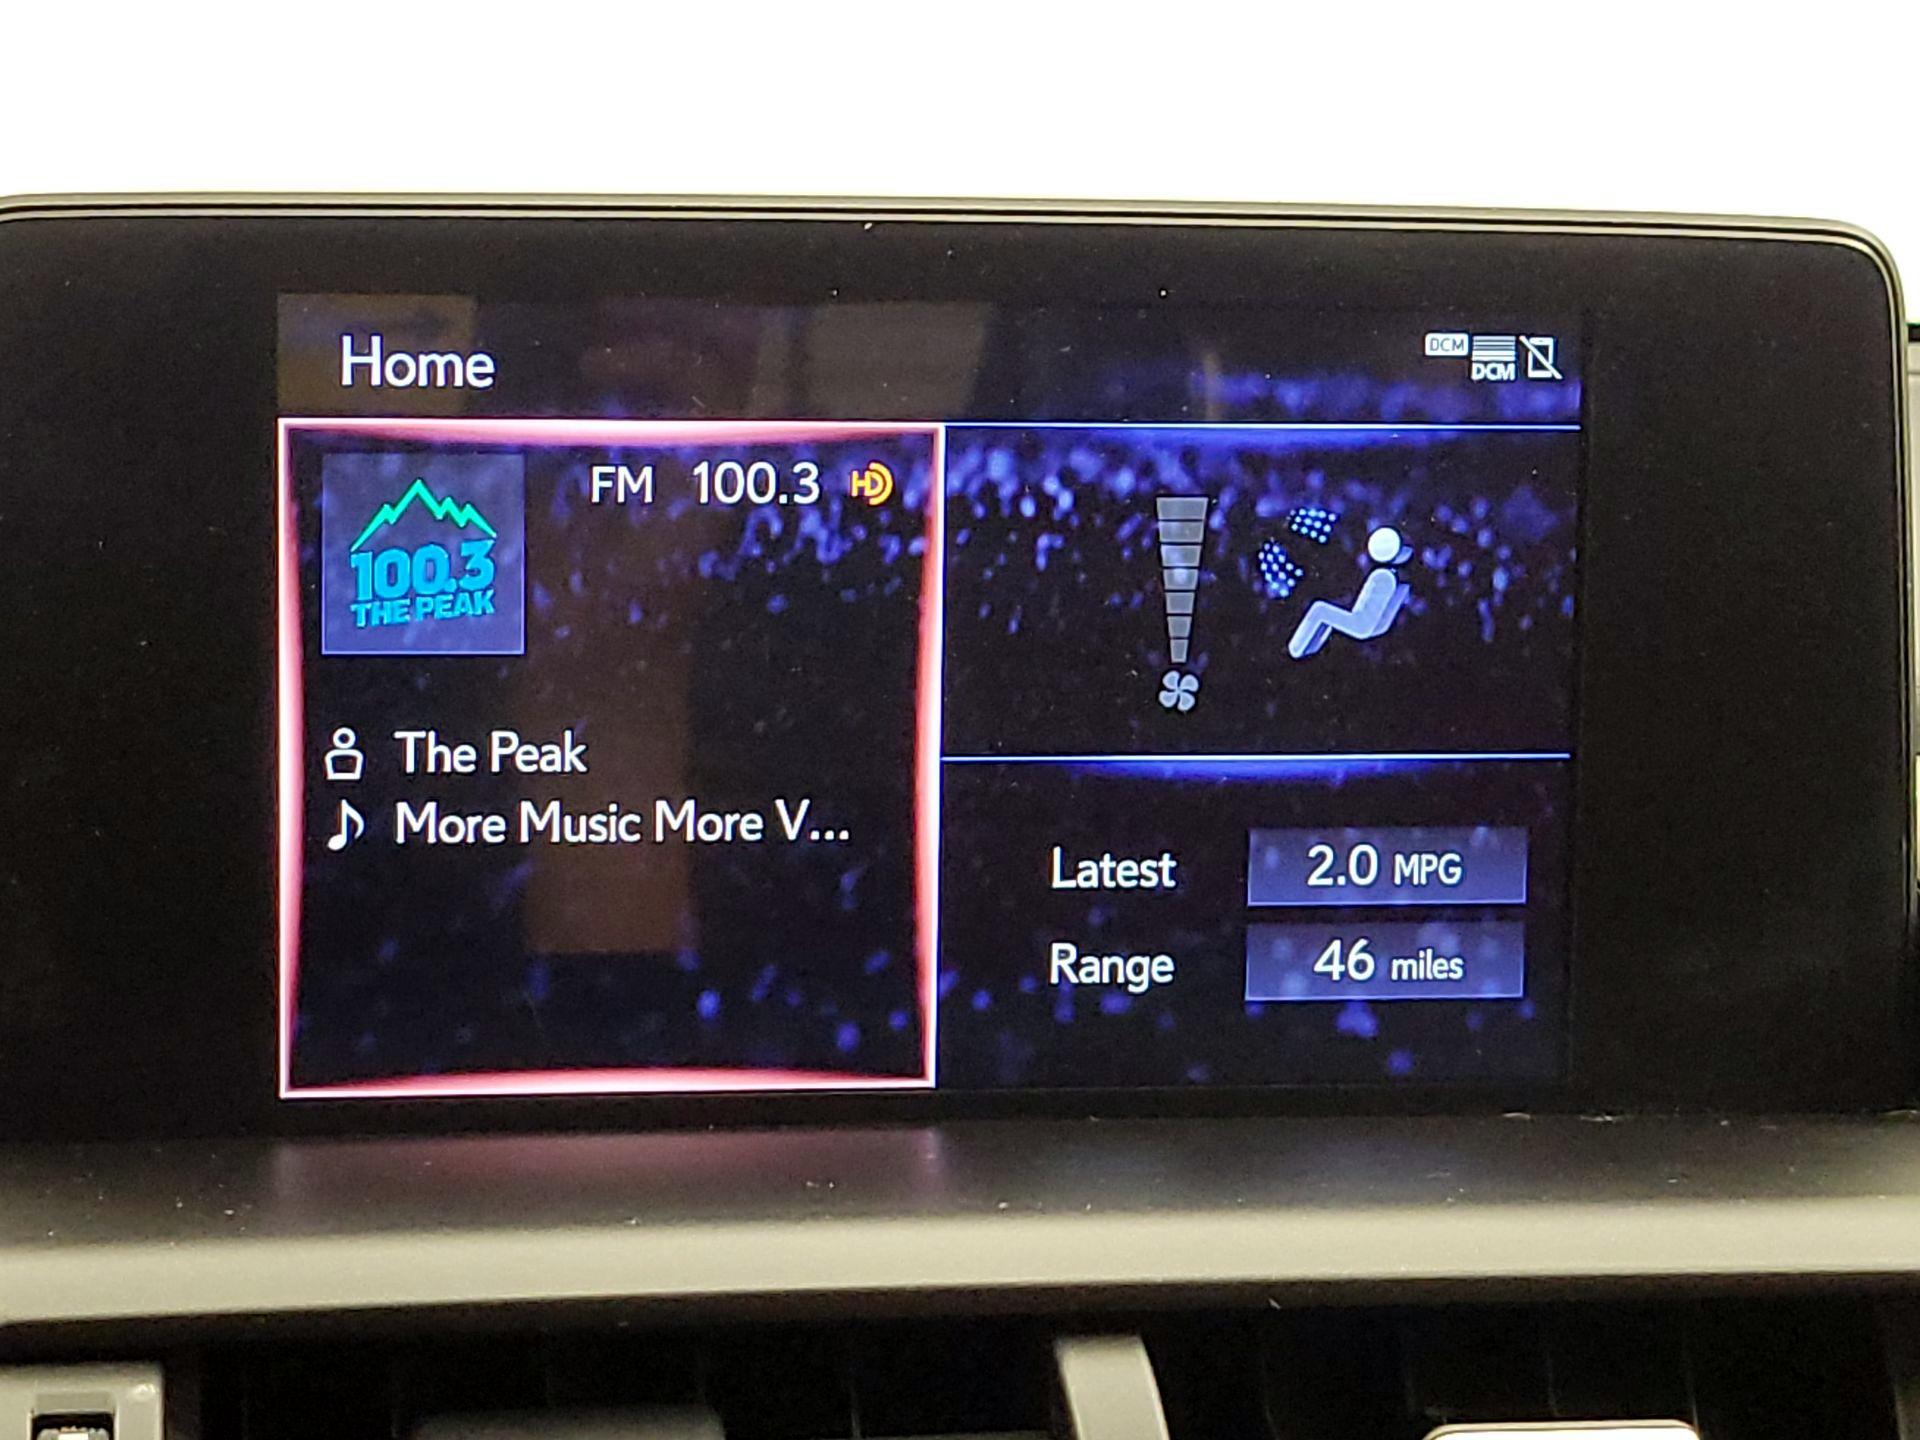 Home
DCM
DCM
FM 100.3 HD
100.3
THE PEAK
The Peak
More Music More V...
Latest 2.0 MPG
Range 46 miles